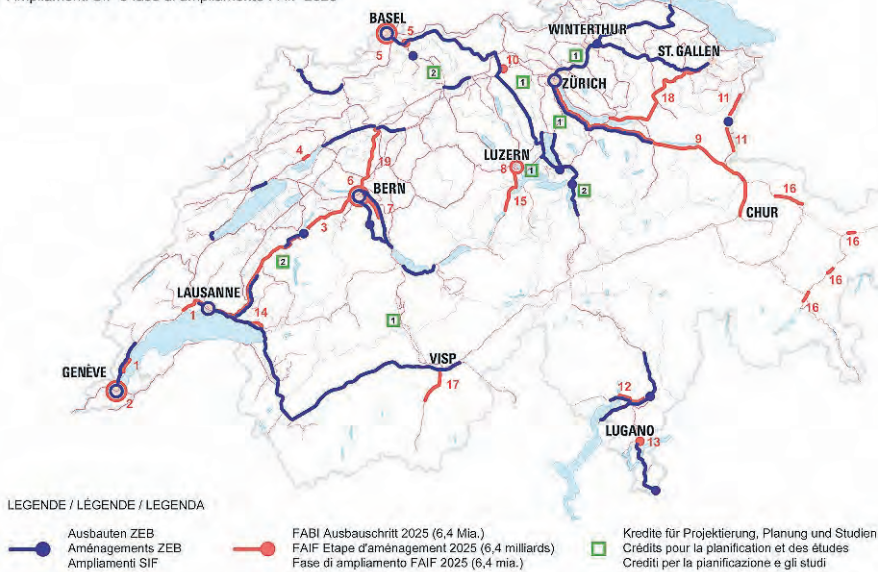 BASEL
5
5
WINTERTHUR
1
ST. GALLEN
10
2
1
ZÜRICH
18
11
1
11
9
4
19
LUZERN
8
1
6
BERN
7
2
15
CHUR
16
3
16
2
16
LAUSANNE
16
1
14
1
VISP
GENÈVE
1
17
12
2
LUGANO
13
LEGENDE / LÉGENDE / LEGENDA
Ausbauten ZEB
Aménagements ZEB
Ampliamenti SIF
FABI Ausbauschritt 2025 (6,4 Mia.)
FAIF Etape d'aménagement 2025 (6,4 milliards)
Fase di ampliamento FAIF 2025 (6,4 mia.)
Kredite für Projektierung, Planung und Studien
Crédits pour la planification et des études
Crediti per la pianificazione e gli studi